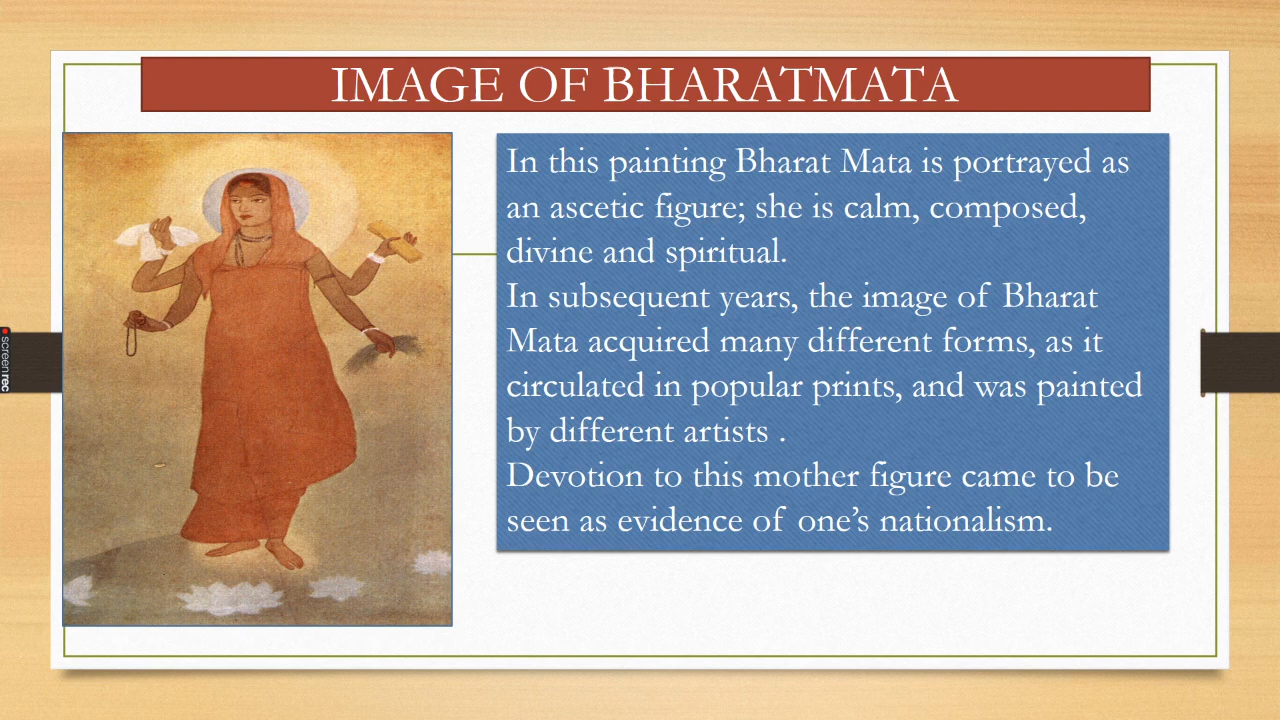 IMAGE OF BHARATMATA
In this painting Bharat Mata is portrayed as
an ascetic figure; she is calm, composed,
divine and spiritual.
In subsequent years, the image of Bharat
Mata acquired many different forms, as it
circulated in popular prints, and was painted
by different artists .
Devotion to this mother figure came to be
seen as evidence of one’s nationalism.
screenrec